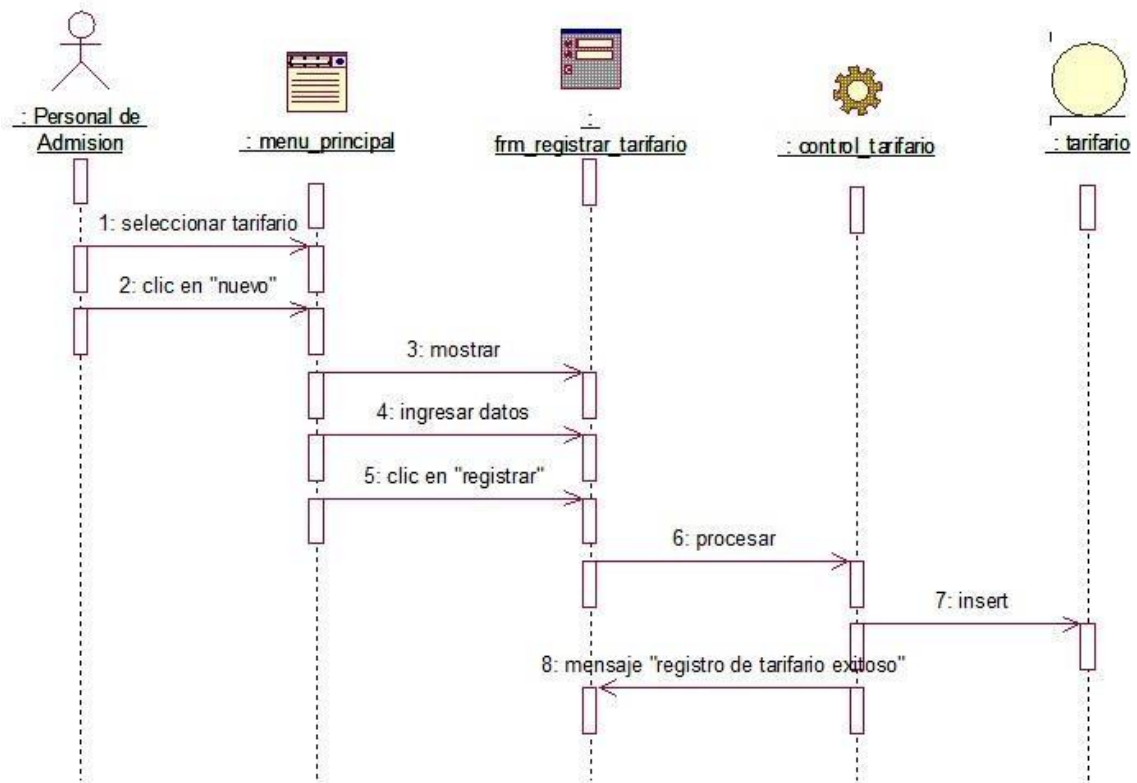 : Personal de
Admision
: menu_principal
:
frm_registrar_tarifario
: control_tarifario
: tarifario
1: seleccionar tarifario
2: clic en "nuevo"
3: mostrar
4: ingresar datos
5: clic en "registrar"
6: procesar
7: insert
8: mensaje "registro de tarifario exitoso"